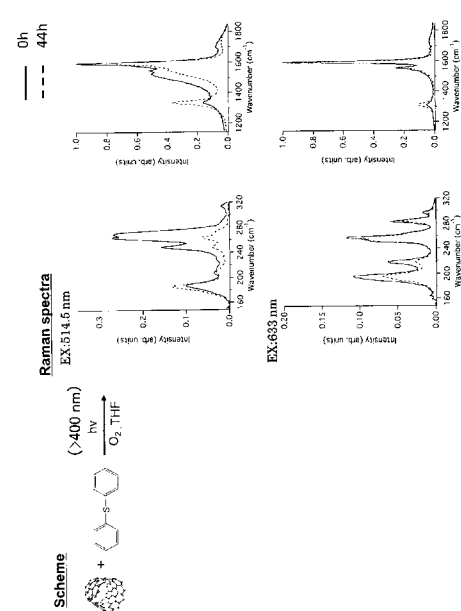 Scheme
+
S
(>400 nm)
hv
O2, THF
Raman spectra
EX:514.5 nm
0h
44h
Intensity (arb. units)
0.3
0.1
0.0
160
200
240
280
320
Wavenumber (cm-1)
Intensity (arb. units)
1.0
0.8
0.6
0.4
0.2
0.0
1200
1400
1600
1800
Wavenumber (cm-1)
EX:633 nm
Intensity (arb. units)
0.20
0.15
0.10
0.05
0.00
160
200
240
280
320
Wavenumber (cm-1)
Intensity (arb. units)
1.0
0.8
0.6
0.4
0.2
0.0
1200
1400
1600
1800
Wavenumber (cm-1)